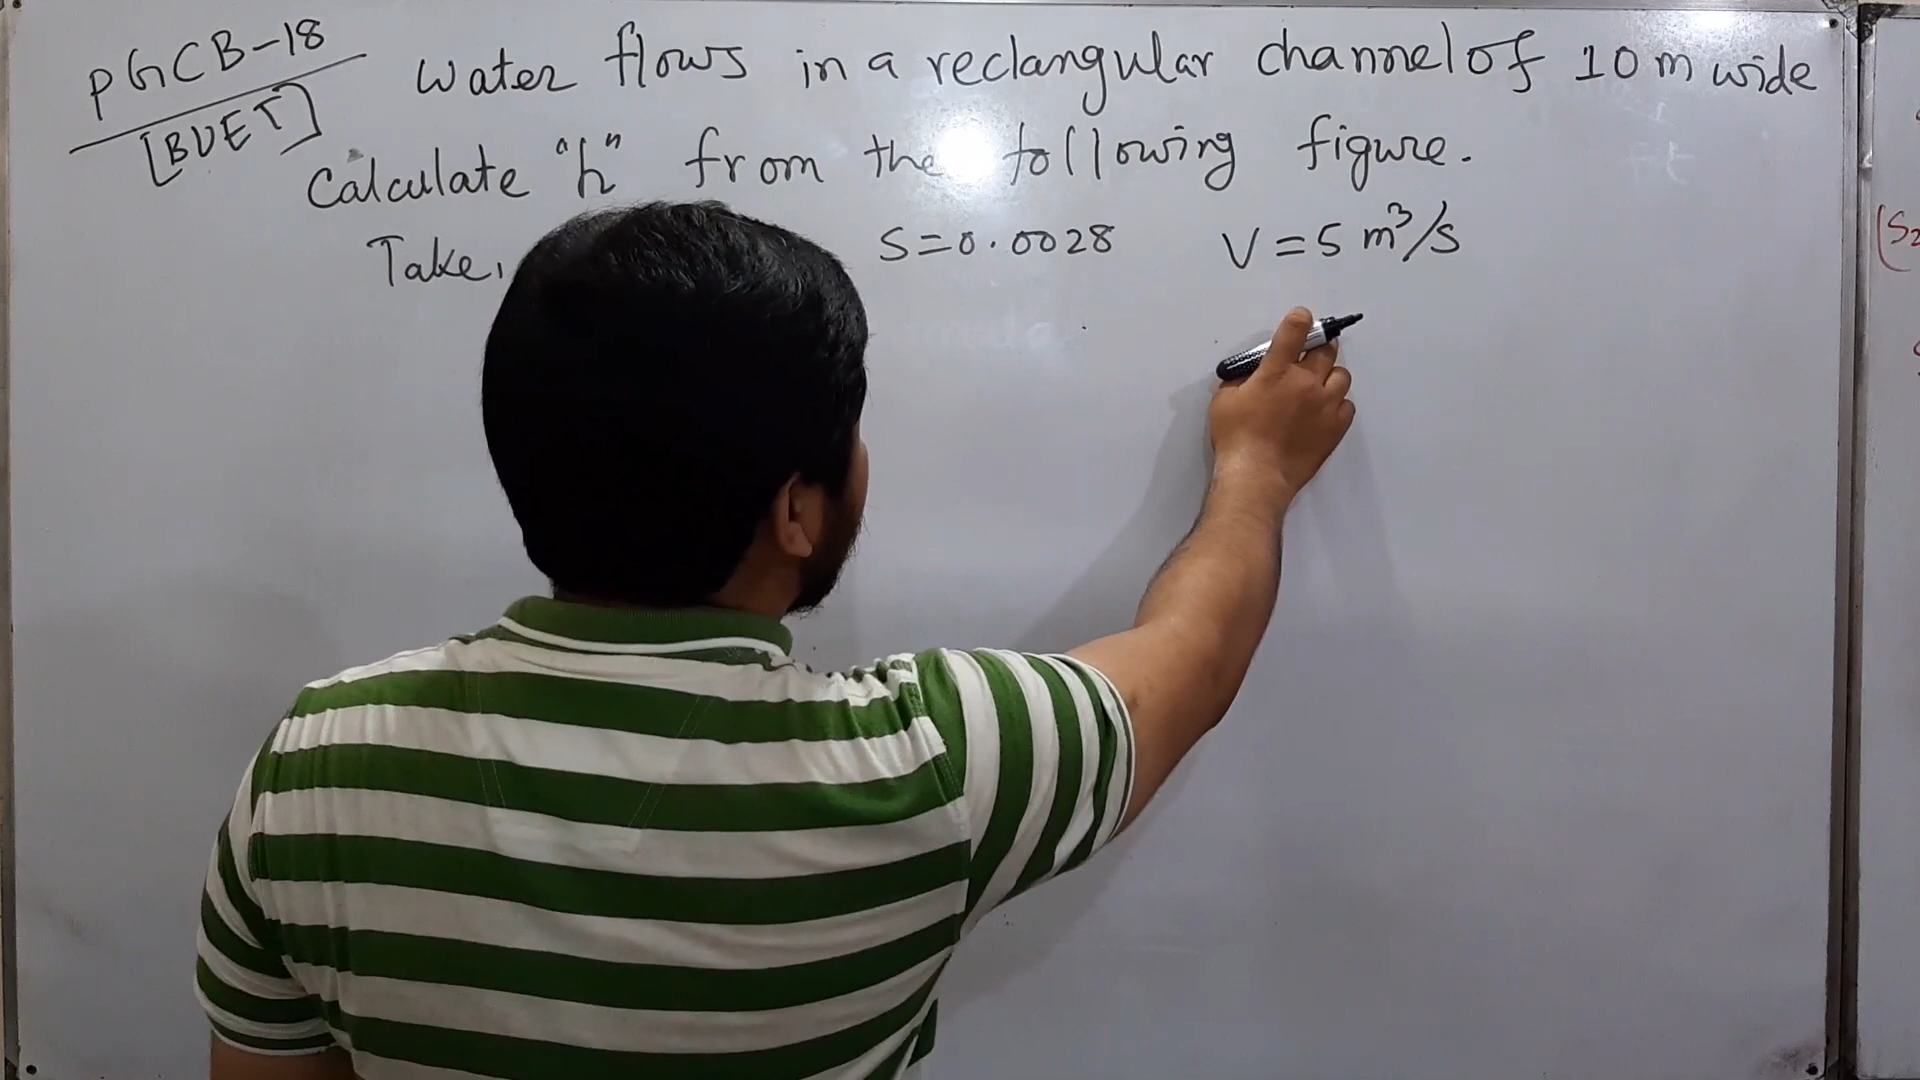 PGCB-18
[BUET]
Water flows in a rectangular channel of 10 m wide
Calculate "h" from the following figure.
Take, S=0.0028 V = 5 m³/s
(S₂